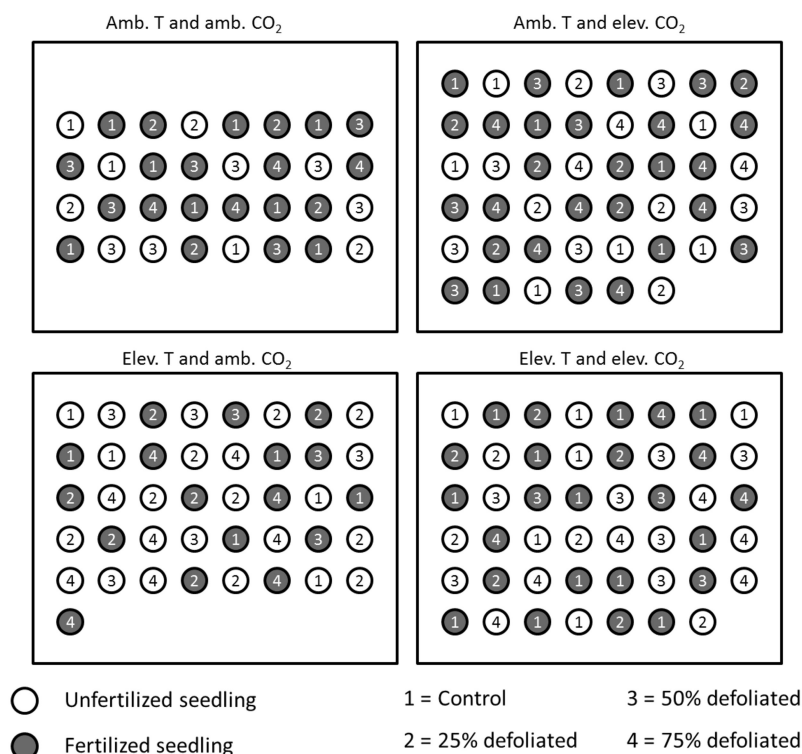 Amb. T and amb. CO₂
1 1 2 2 1 2 1 3
3 1 1 3 3 4 3 4
2 3 4 1 4 1 2 3
1 3 3 2 1 3 1 2
Amb. T and elev. CO₂
1 1 3 2 1 3 3 2
2 4 1 3 4 4 1 4
1 3 2 4 2 1 4 4
3 4 2 4 2 2 4 3
3 2 4 3 1 1 1 3
3 1 1 3 4 2
Elev. T and amb. CO₂
1 3 2 3 3 2 2 2
1 1 4 2 4 1 3 3
2 4 2 2 2 4 1 1
2 2 4 3 1 4 3 2
4 3 4 2 2 4 1 2
4
Elev. T and elev. CO₂
1 1 2 1 1 4 1 1
2 2 1 1 2 3 4 3
1 3 3 1 3 3 4 4
2 4 1 2 4 3 1 4
3 2 4 1 1 3 3 4
1 4 1 1 2 1 2
Unfertilized seedling
Fertilized seedling
1 = Control
2 = 25% defoliated
3 = 50% defoliated
4 = 75% defoliated